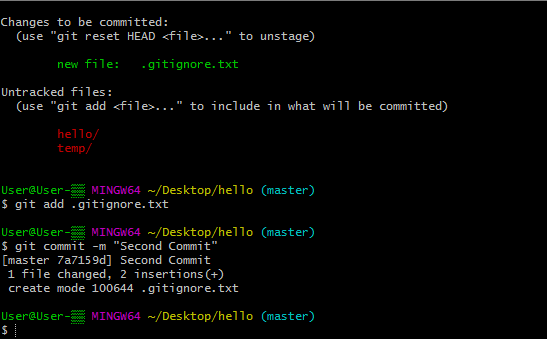 Changes to be committed:
(use "git reset HEAD <file>..." to unstage)
new file: .gitignore.txt
Untracked files:
(use "git add <file>..." to include in what will be committed)
hello/
temp/
User@User-▒▒ MINGW64 ~/Desktop/hello (master)
$ git add .gitignore.txt
User@User-▒▒ MINGW64 ~/Desktop/hello (master)
$ git commit -m "Second Commit"
[master 7a7159d] Second Commit
1 file changed, 2 insertions(+)
create mode 100644 .gitignore.txt
User@User-▒▒ MINGW64 ~/Desktop/hello (master)
$